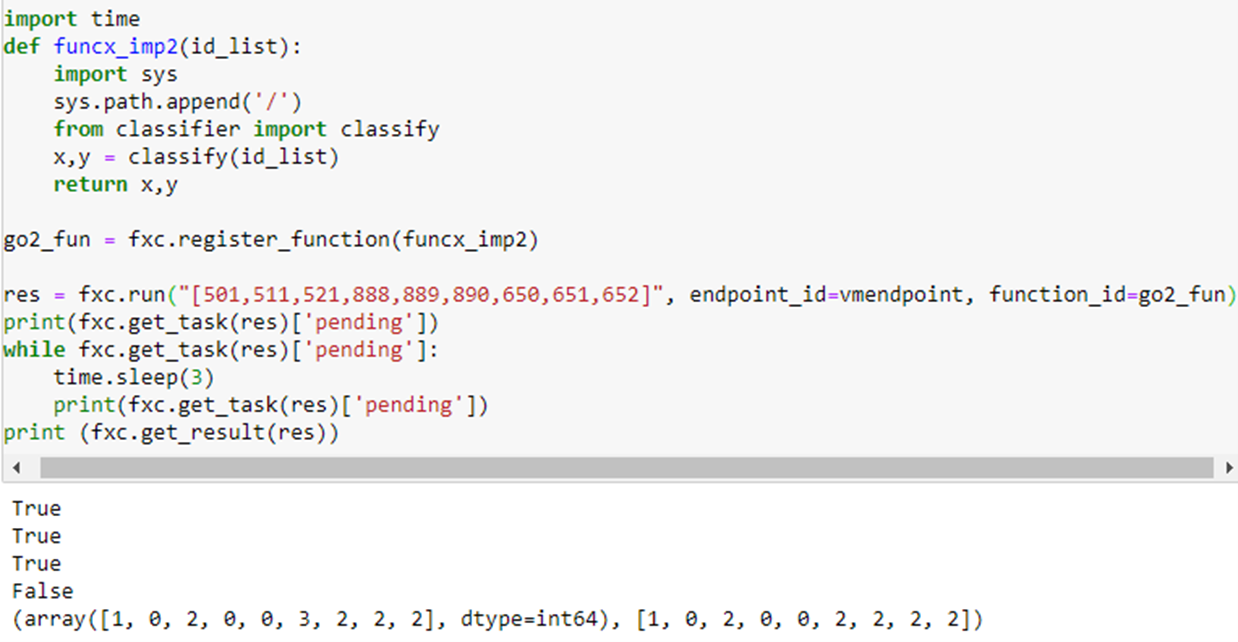 import time
def funcx_imp2(id_list):
    import sys
    sys.path.append('/')
    from classifier import classify
    x,y = classify(id_list)
    return x,y

go2_fun = fxc.register_function(funcx_imp2)

res = fxc.run("[501,511,521,888,889,890,650,651,652]", endpoint_id=vmendpoint, function_id=go2_fun)
print(fxc.get_task(res)['pending'])
while fxc.get_task(res)['pending']:
    time.sleep(3)
    print(fxc.get_task(res)['pending'])
print (fxc.get_result(res))
True
True
True
False
(array([1, 0, 2, 0, 0, 3, 2, 2, 2], dtype=int64), [1, 0, 2, 0, 0, 2, 2, 2, 2])